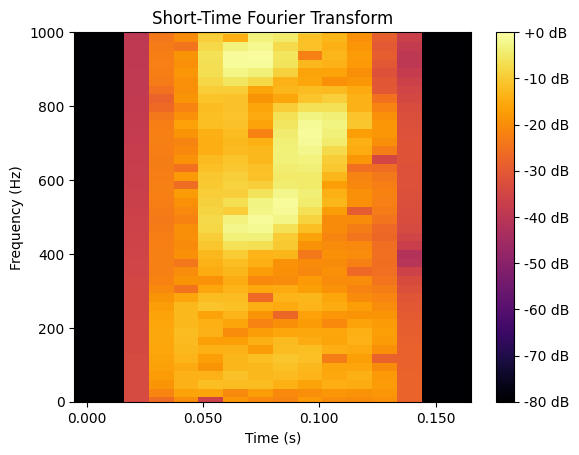 Short-Time Fourier Transform
Frequency (Hz)
1000
800
600
400
200
0
0.000
0.050
0.100
0.150
Time (s)
+0 dB
-10 dB
-20 dB
-30 dB
-40 dB
-50 dB
-60 dB
-70 dB
-80 dB